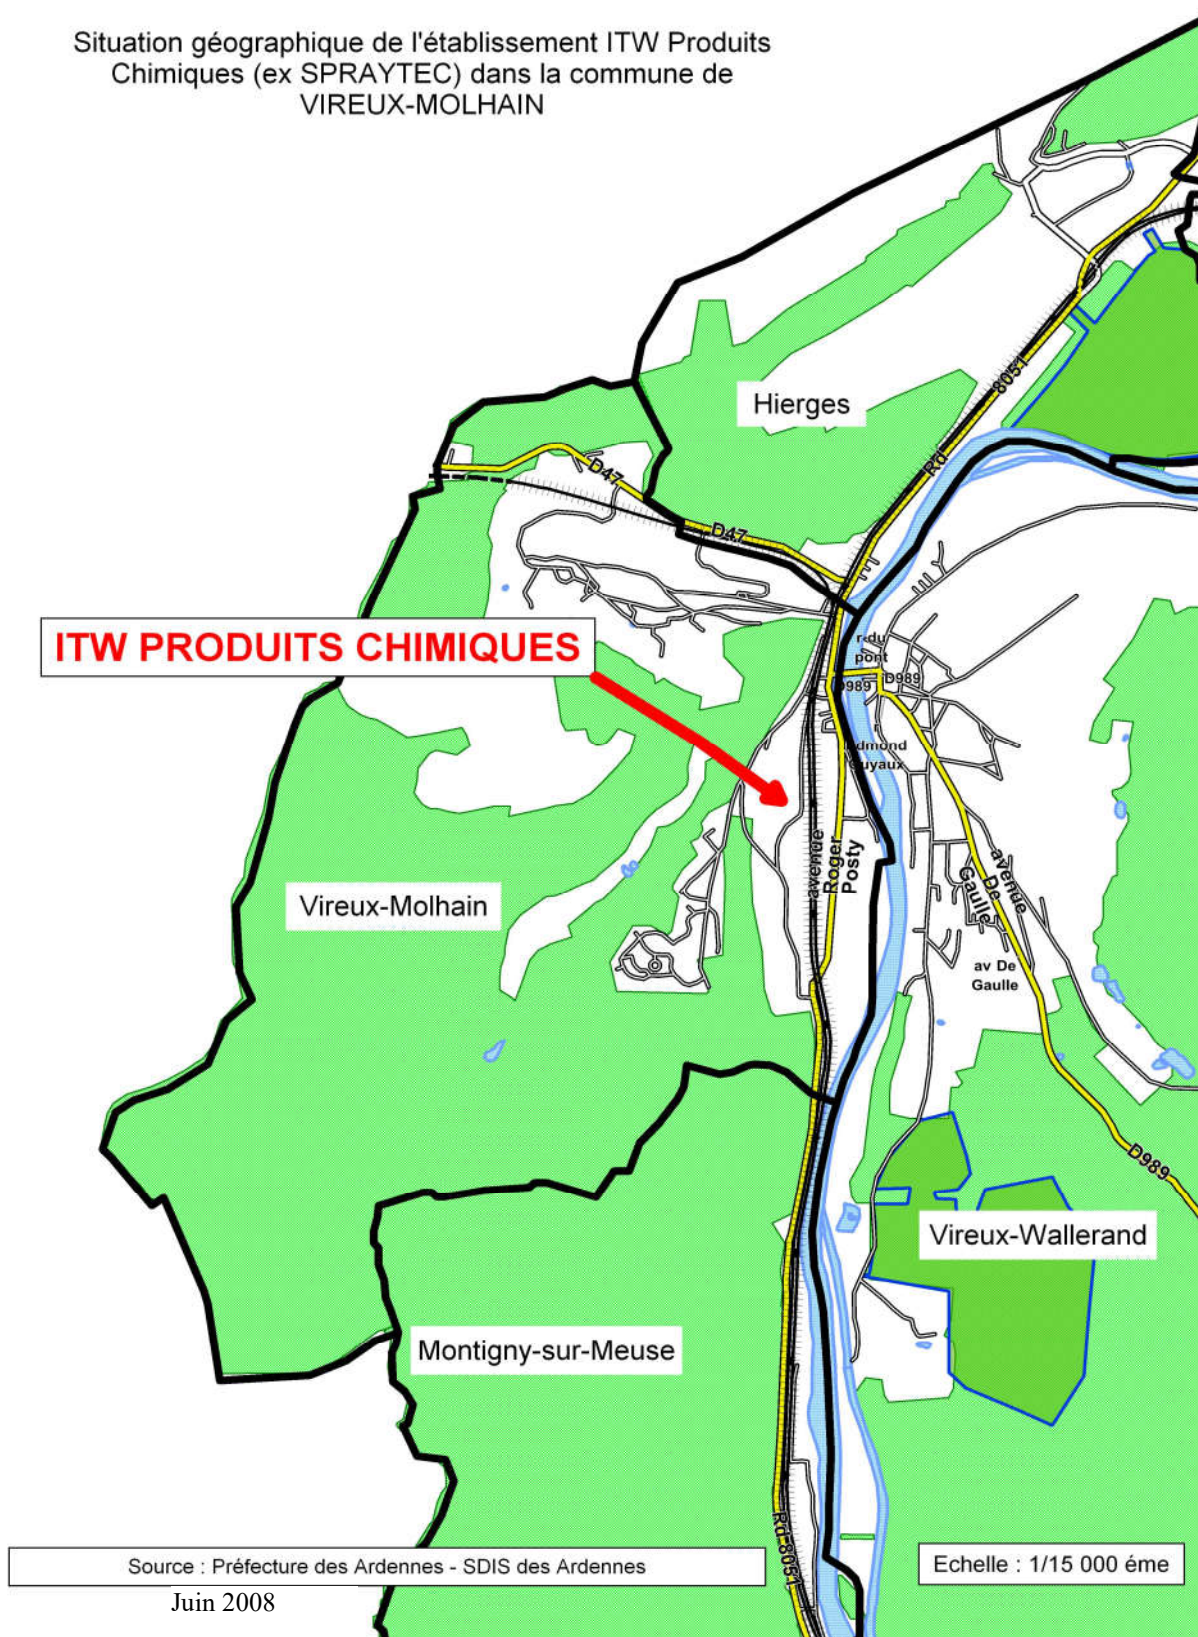 Situation géographique de l'établissement ITW Produits
Chimiques (ex SPRAYTEC) dans la commune de
VIREUX-MOLHAIN
8051
Hierges
Rd
D47
D47
ITW PRODUITS CHIMIQUES
r du
pont
D989
D989
r
Edmond
Guyaux
avenue
Roger
Posty
avenue
De
Gaulle
Vireux-Molhain
av De
Gaulle
D989
Vireux-Wallerand
Montigny-sur-Meuse
Rd 8051
Source : Préfecture des Ardennes - SDIS des Ardennes
Echelle : 1/15 000 éme
Juin 2008